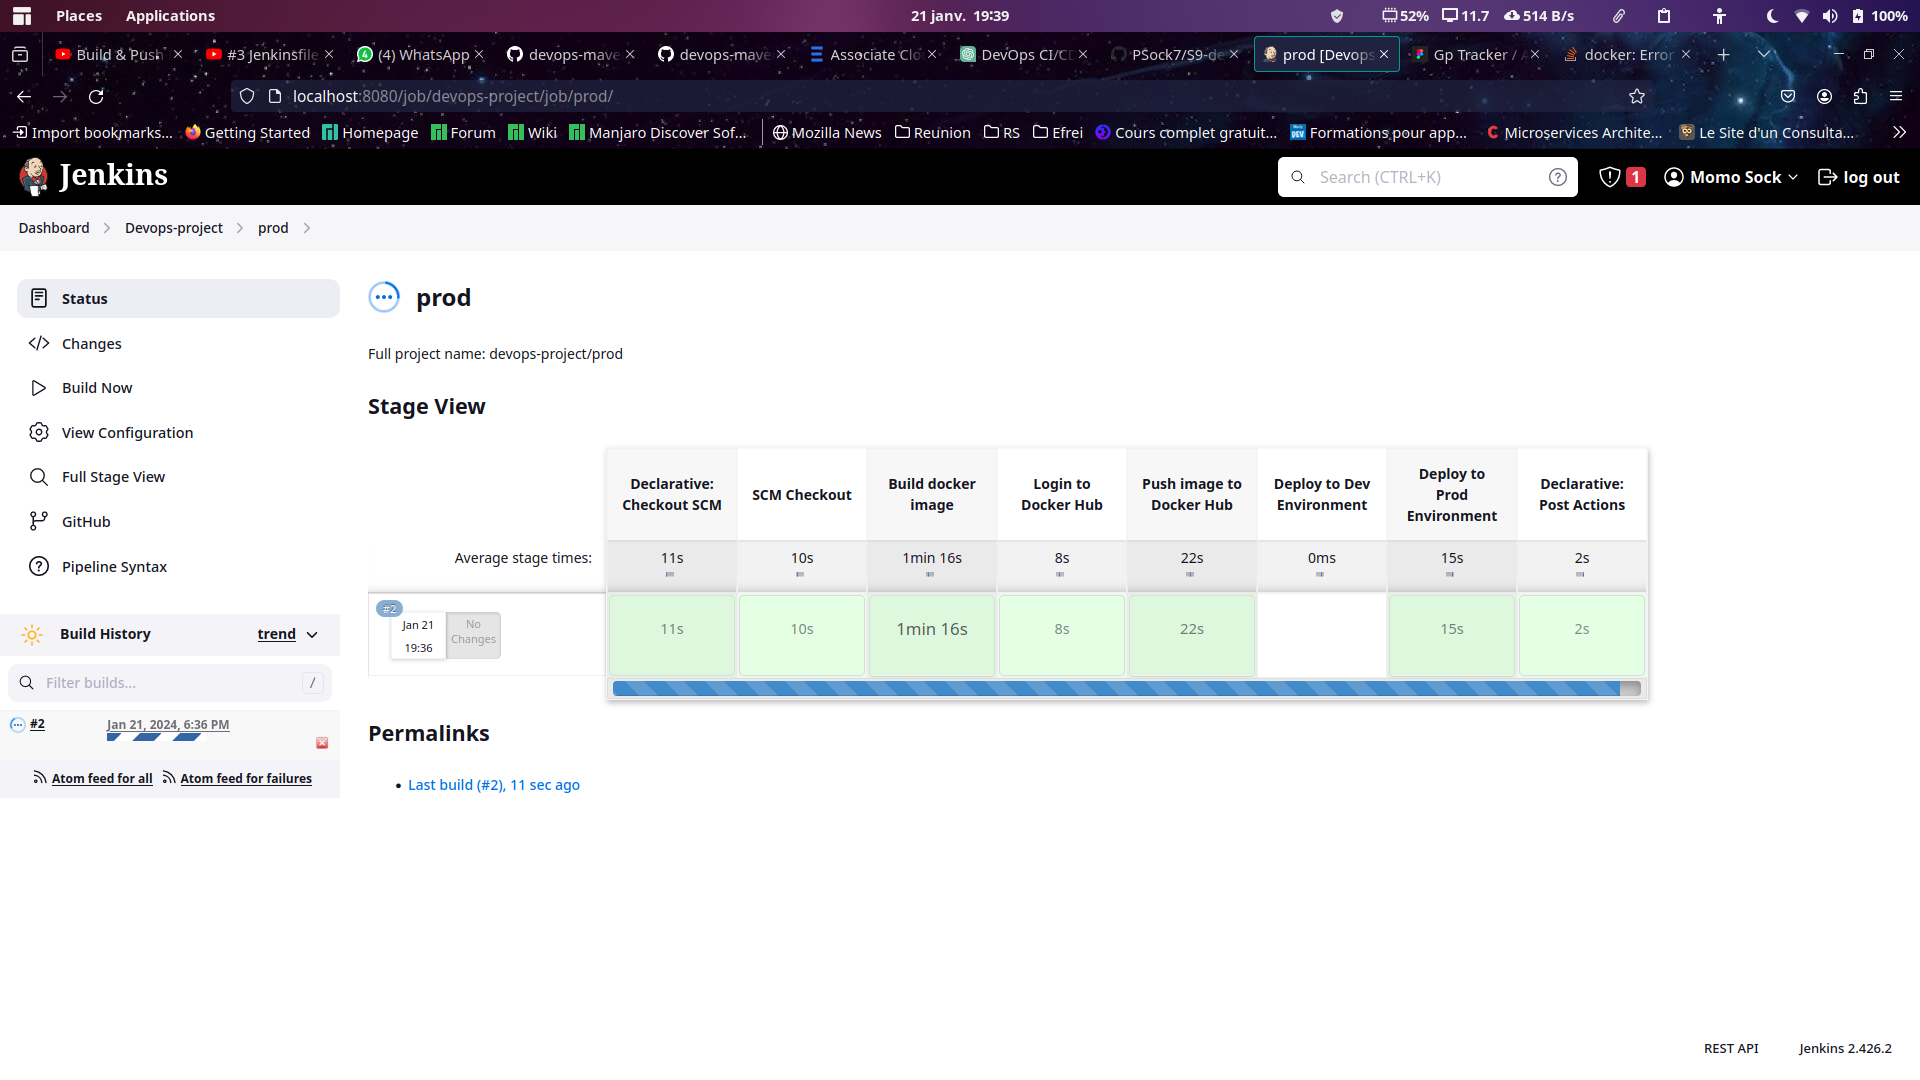 Places Applications 21 janv. 19:39 52% 11.7 514 B/s 100%
Build & Push #3 Jenkinsfile (4) WhatsApp devops-mave devops-mave Associate Clo DevOps CI/CD PSock7/S9-de prod [Devops Gp Tracker / docker: Error
localhost:8080/job/devops-project/job/prod/
Import bookmarks... Getting Started Homepage Forum Wiki Manjaro Discover Sof... Mozilla News Reunion RS Efrei Cours complet gratuit... Formations pour app... Microservices Archite... Le Site d'un Consulta...
Jenkins Search (CTRL+K) 1 Momo Sock log out
Dashboard Devops-project prod
Status
Changes
Build Now
View Configuration
Full Stage View
GitHub
Pipeline Syntax
Build History trend
Filter builds... /
#2 Jan 21, 2024, 6:36 PM
Atom feed for all Atom feed for failures
prod
Full project name: devops-project/prod
Stage View
Declarative: Checkout SCM SCM Checkout Build docker image Login to Docker Hub Push image to Docker Hub Deploy to Dev Environment Deploy to Prod Environment Declarative: Post Actions
Average stage times: 11s 10s 1min 16s 8s 22s 0ms 15s 2s
#2
Jan 21 19:36 No Changes 11s 10s 1min 16s 8s 22s 15s 2s
Permalinks
• Last build (#2), 11 sec ago
REST API Jenkins 2.426.2